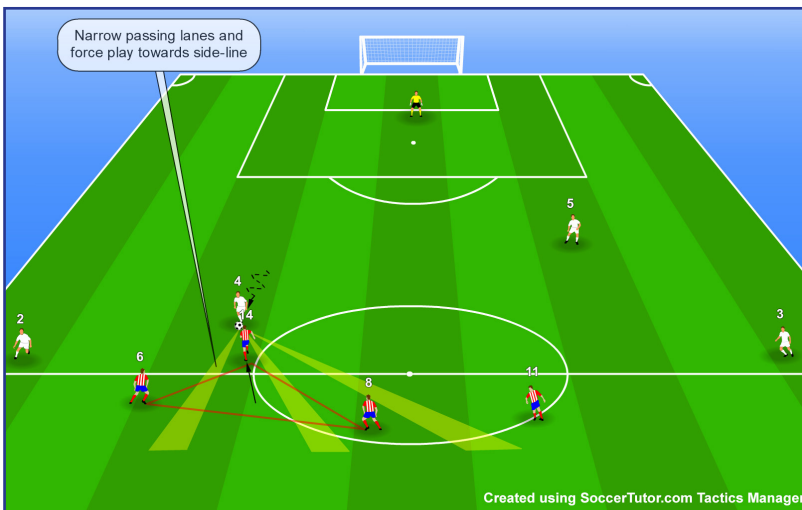 Narrow passing lanes and
force play towards side-line
5
4
14
2
3
6
8
11
Created using SoccerTutor.com Tactics Manager